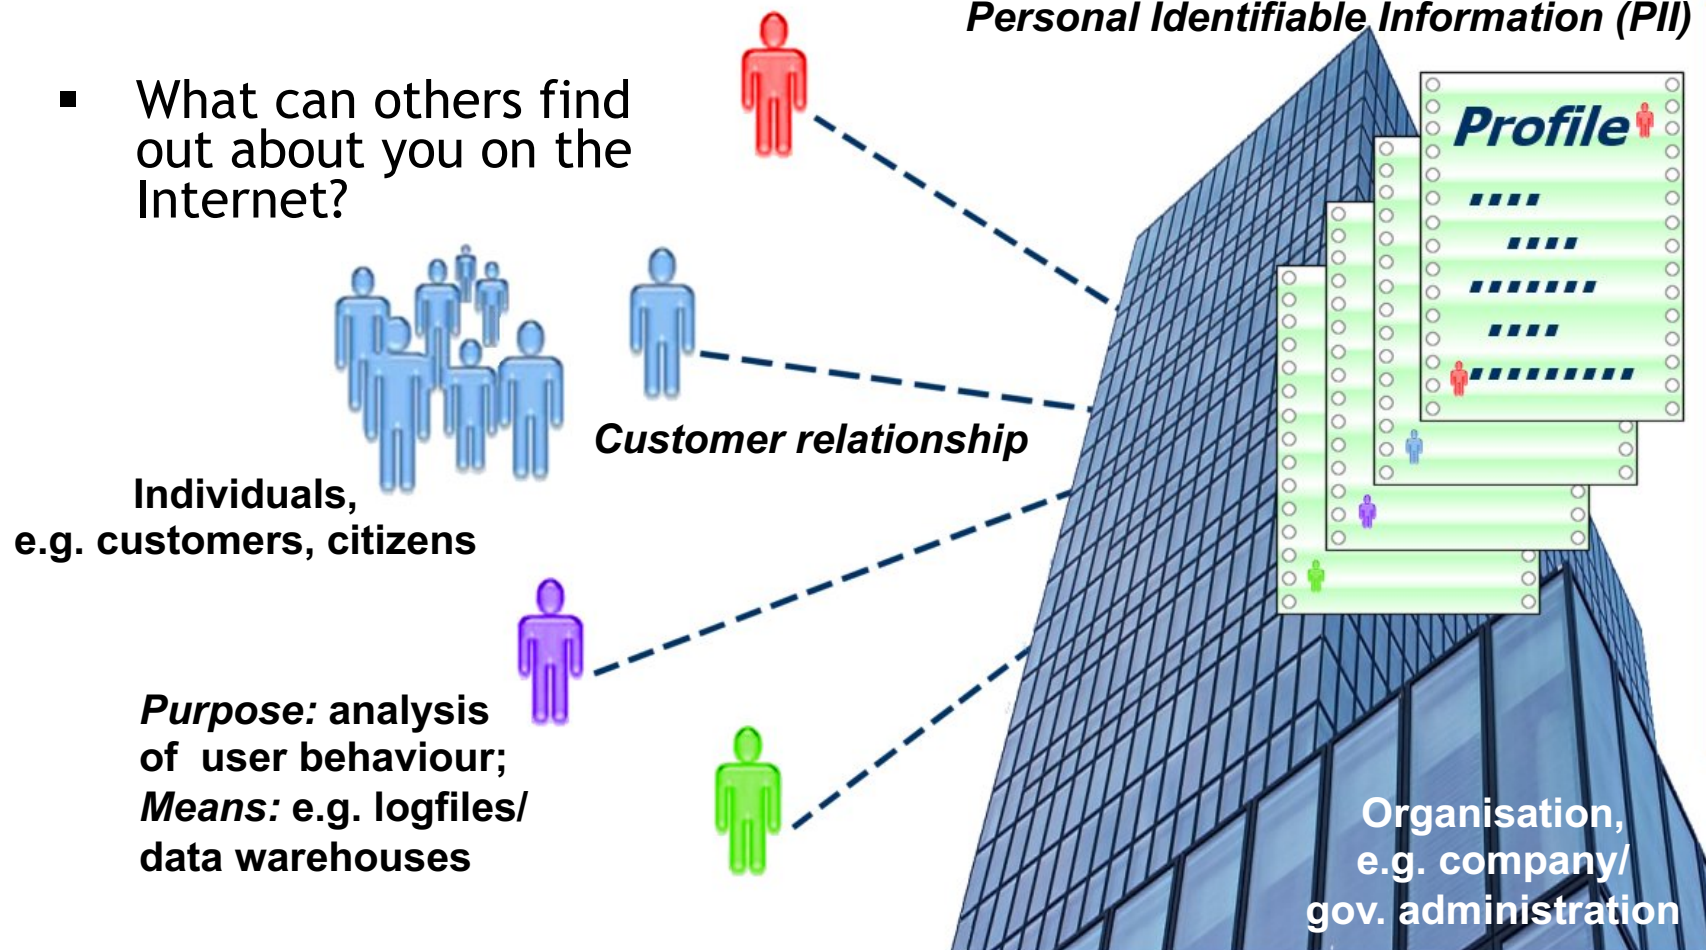 Personal Identifiable Information (PII)
▪ What can others find
out about you on the
Internet?
Profile
Customer relationship
Individuals,
e.g. customers, citizens
Purpose: analysis
of user behaviour;
Means: e.g. logfiles/
data warehouses
Organisation,
e.g. company/
gov. administration